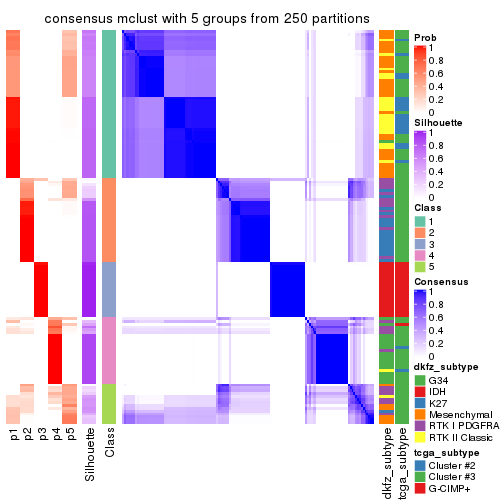 consensus mclust with 5 groups from 250 partitions
Prob
1
0.8
0.6
0.4
0.2
0
Silhouette
1
0.8
0.6
0.4
0.2
0
Class
1
2
3
4
5
Consensus
1
0.8
0.6
0.4
0.2
0
dkfz_subtype
G34
IDH
K27
Mesenchymal
RTK I PDGFRA
RTK II Classic
tcga_subtype
Cluster #2
Cluster #3
G-CIMP+
p1
p2
p3
p4
p5
Silhouette
Class
dkfz_subtype
tcga_subtype